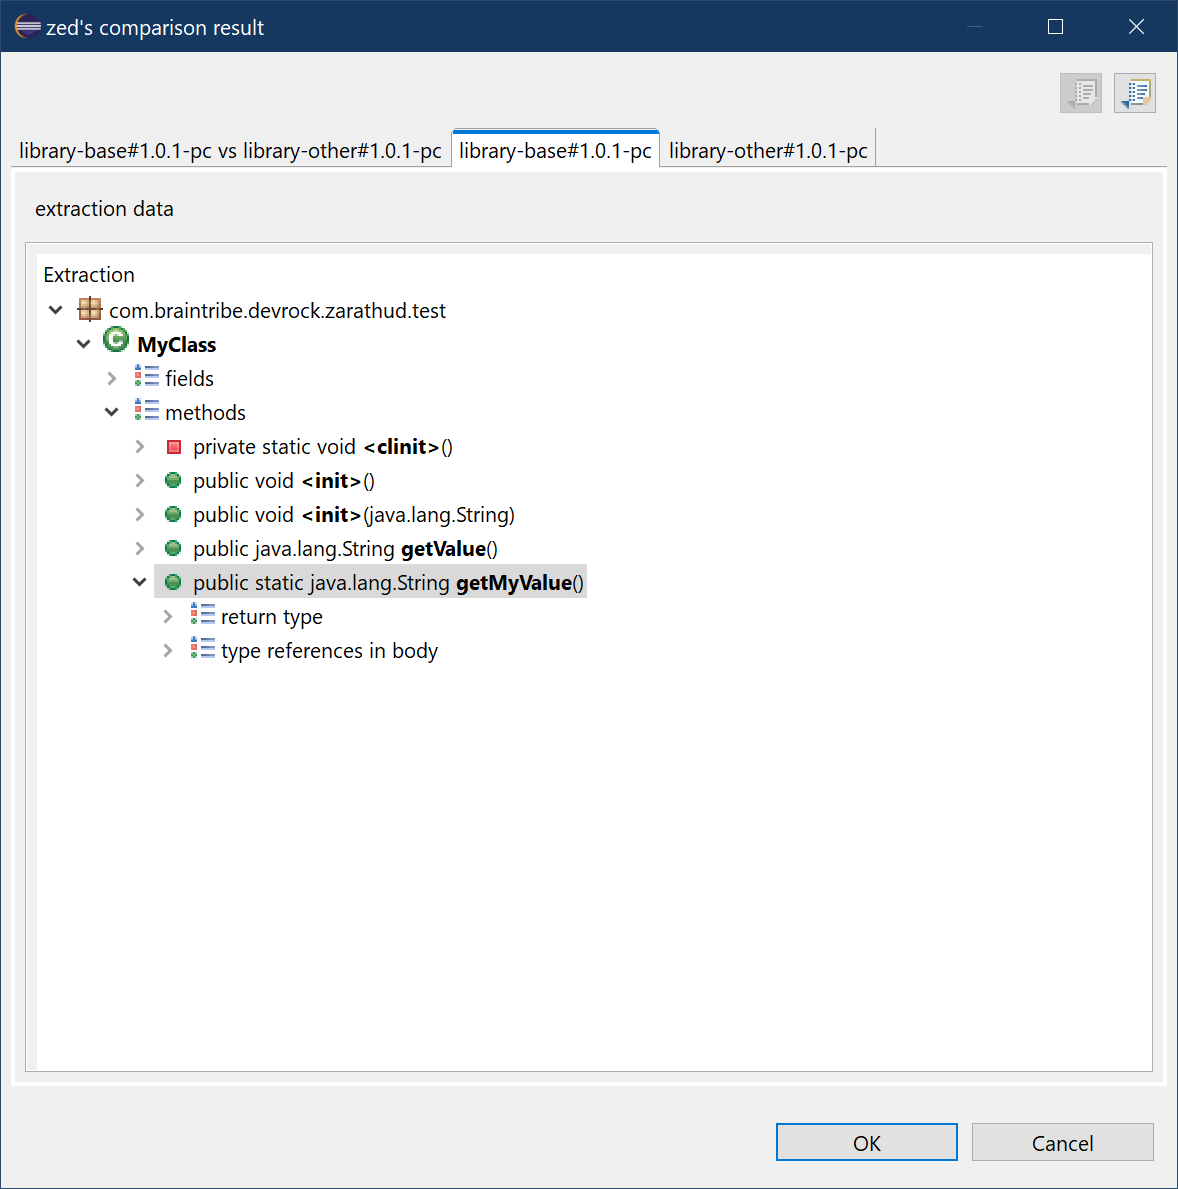 zed's comparison result
library-base#1.0.1-pc vs library-other#1.0.1-pc library-base#1.0.1-pc library-other#1.0.1-pc
extraction data
Extraction
com.braintribe.devrock.zarathud.test
MyClass
fields
methods
private static void <clinit>()
public void <init>()
public void <init>(java.lang.String)
public java.lang.String getValue()
public static java.lang.String getMyValue()
return type
type references in body
OK Cancel